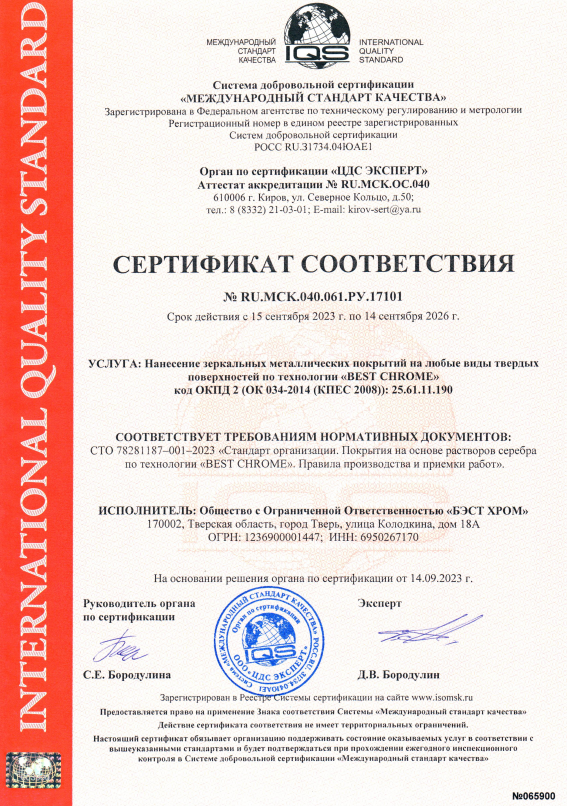 INTERNATIONAL QUALITY STANDARD
МЕЖДУНАРОДНЫЙ
СТАНДАРТ
КАЧЕСТВА
IQS
INTERNATIONAL
QUALITY
STANDARD
Система добровольной сертификации
«МЕЖДУНАРОДНЫЙ СТАНДАРТ КАЧЕСТВА»
Зарегистрирована в Федеральном агентстве по техническому регулированию и метрологии
Регистрационный номер в едином реестре зарегистрированных
Систем добровольной сертификации
РОСС RU.31734.04ЮАЕ1
Орган по сертификации «ЦДС ЭКСПЕРТ»
Аттестат аккредитации № RU.МСК.ОС.040
610006 г. Киров, ул. Северное Кольцо, д.50;
тел.: 8 (8332) 21-03-01; E-mail: kirov-sert@ya.ru
СЕРТИФИКАТ СООТВЕТСТВИЯ
№ RU.МСК.040.061.РУ.17101
Срок действия с 15 сентября 2023 г. по 14 сентября 2026 г.
УСЛУГА: Нанесение зеркальных металлических покрытий на любые виды твердых
поверхностей по технологии «BEST CHROME»
код ОКПД 2 (ОК 034-2014 (КПЕС 2008)): 25.61.11.190
СООТВЕТСТВУЕТ ТРЕБОВАНИЯМ НОРМАТИВНЫХ ДОКУМЕНТОВ:
СТО 78281187–001–2023 «Стандарт организации. Покрытия на основе растворов серебра
по технологии «BEST CHROME». Правила производства и приемки работ».
ИСПОЛНИТЕЛЬ: Общество с Ограниченной Ответственностью «БЭСТ ХРОМ»
170002, Тверская область, город Тверь, улица Колодкина, дом 18А
ОГРН: 1236900001447; ИНН: 6950267170
На основании решения органа по сертификации от 14.09.2023 г.
Руководитель органа
по сертификации
Эксперт
Система «МЕЖДУНАРОДНЫЙ СТАНДАРТ КАЧЕСТВА» РОСС RU.31734.04ЮАЕ1
Орган по сертификации
IQS
ООО «ЦДС ЭКСПЕРТ»
С.Е. Бородулина
Д.В. Бородулин
Зарегистрирован в Реестре Системы сертификации на сайте www.isomsk.ru
Предоставляется право на применение Знака соответствия Системы «Международный стандарт качества»
Действие сертификата соответствия не имеет территориальных ограничений.
Настоящий сертификат обязывает организацию поддерживать состояние оказываемых услуг в соответствии с
вышеуказанными стандартами и будет подтверждаться при прохождении ежегодного инспекционного
контроля в Системе добровольной сертификации «Международный стандарт качества»
№065900